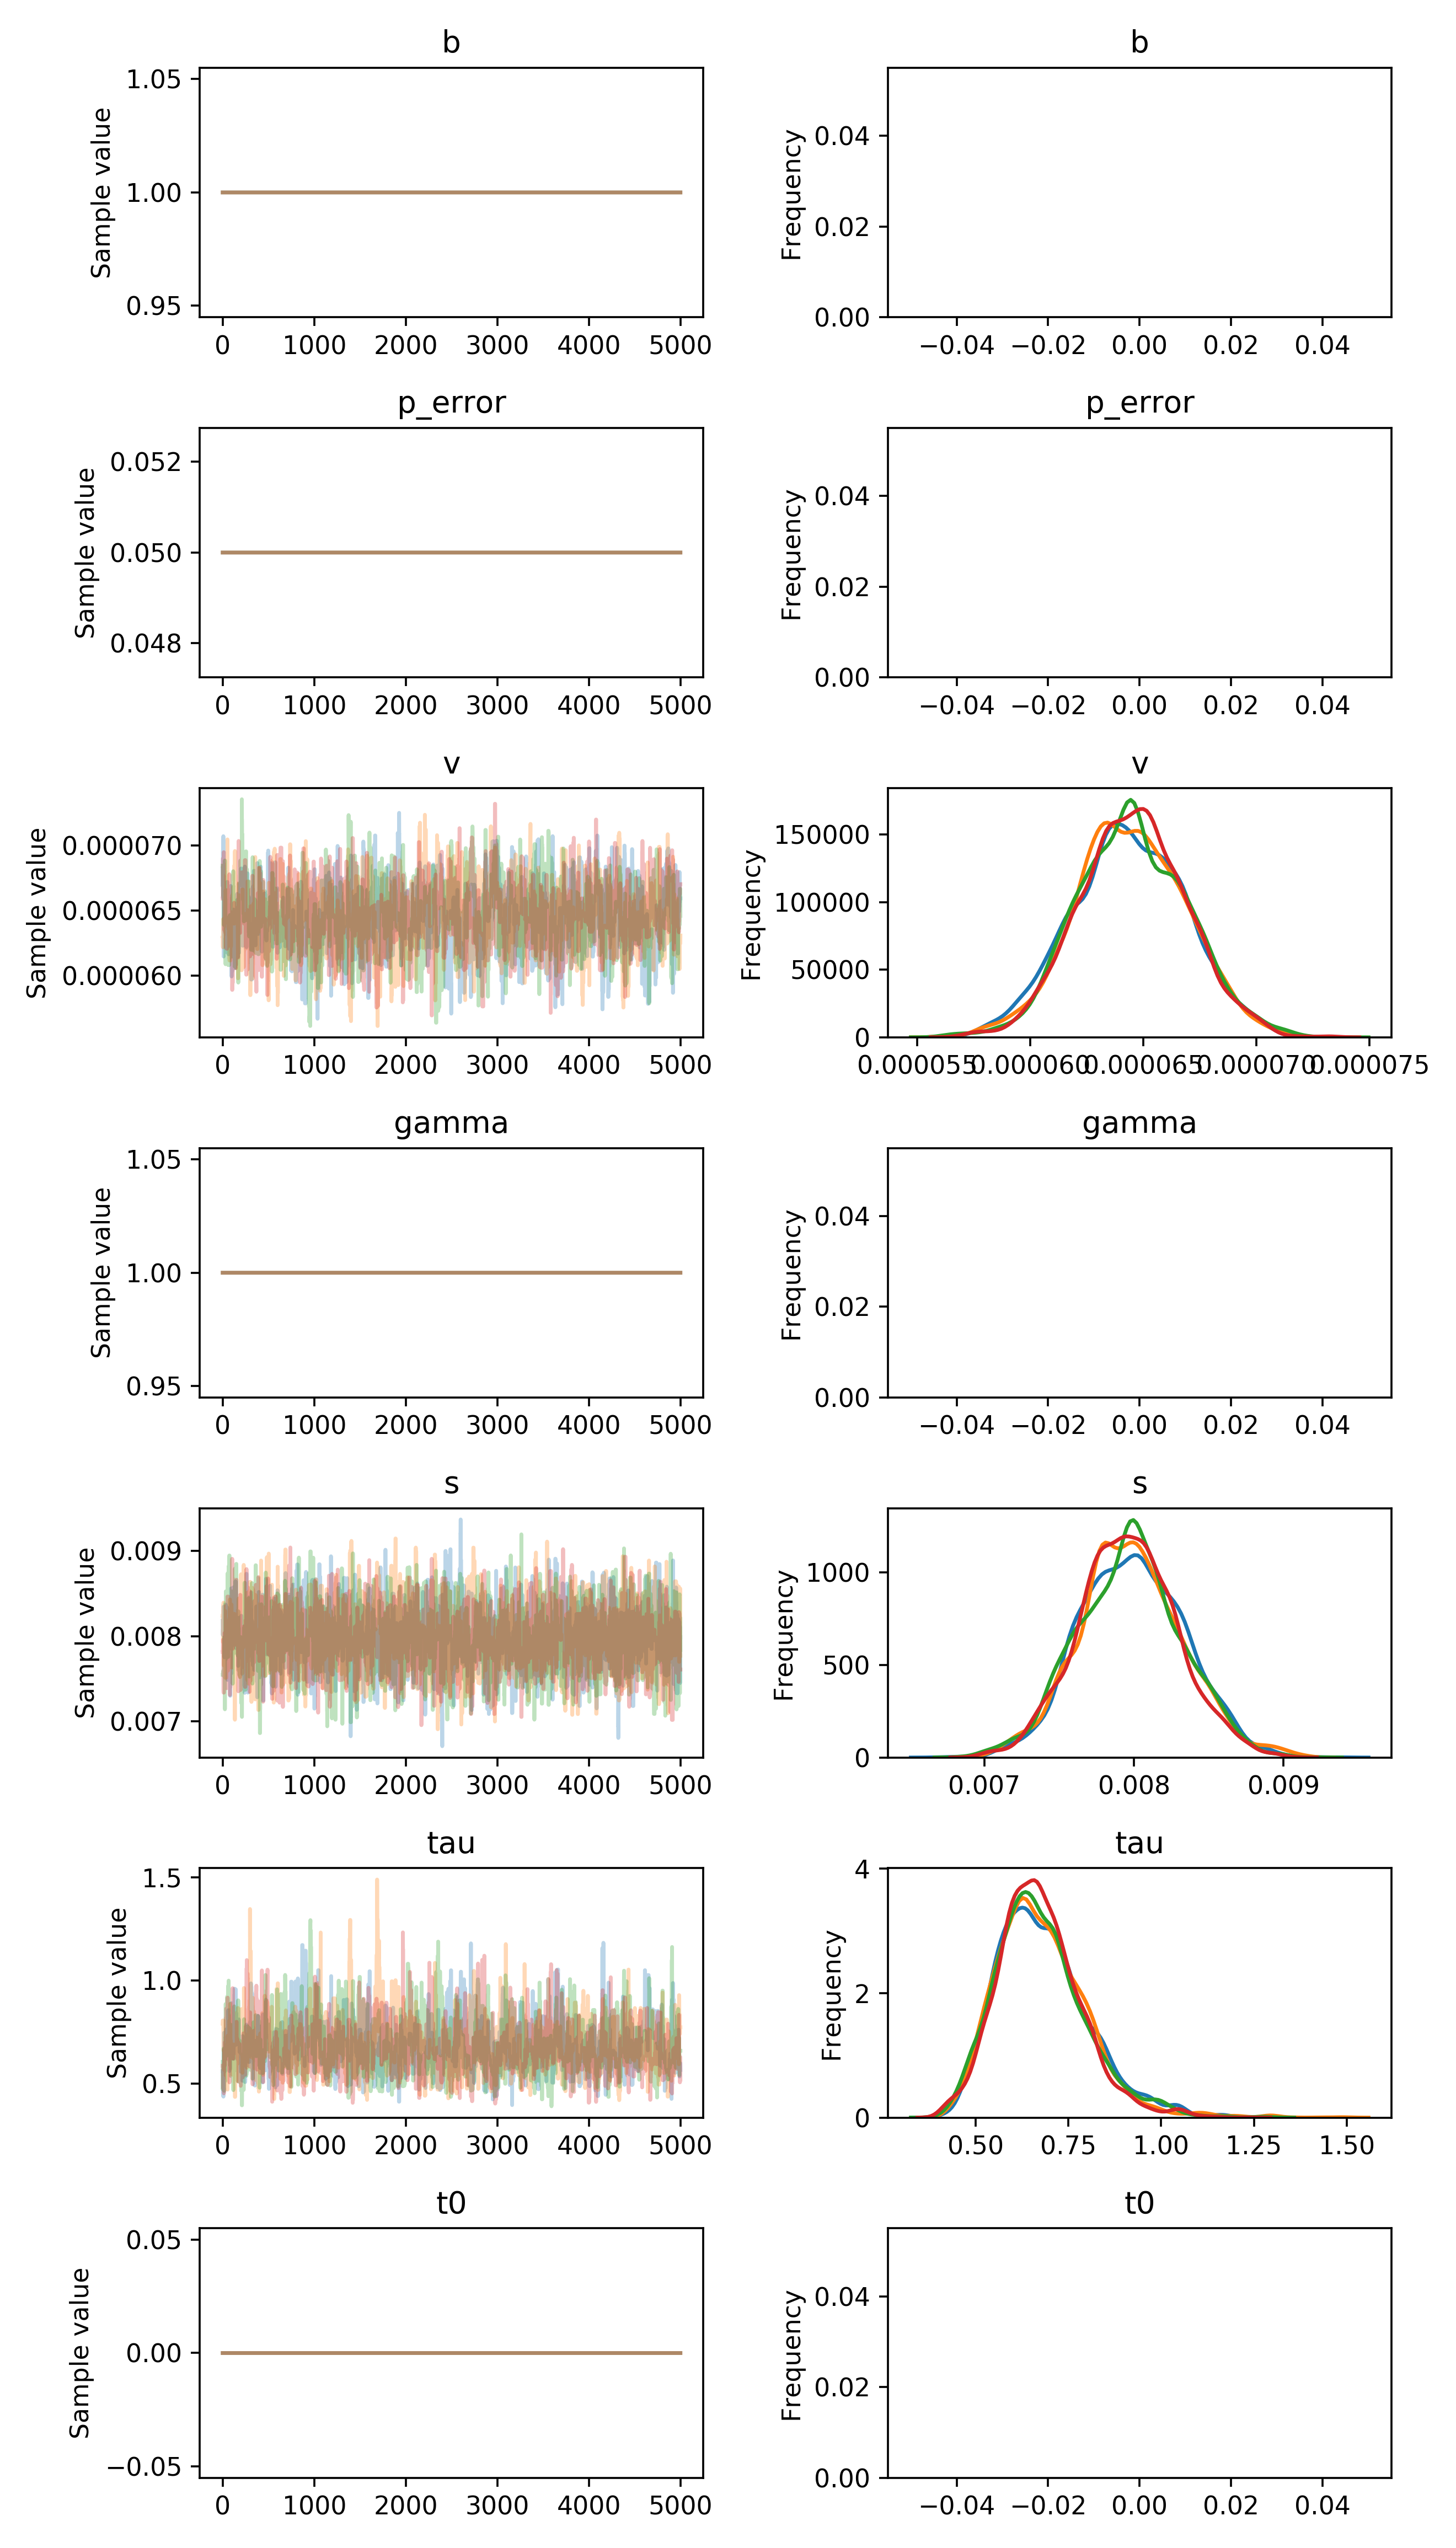 b
b
Sample value
1.05
1.00
0.95
0 1000 2000 3000 4000 5000
Frequency
0.04
0.02
0.00
−0.04 −0.02 0.00 0.02 0.04
p_error
p_error
Sample value
0.052
0.050
0.048
0 1000 2000 3000 4000 5000
Frequency
0.04
0.02
0.00
−0.04 −0.02 0.00 0.02 0.04
v
v
Sample value
0.000070
0.000065
0.000060
0 1000 2000 3000 4000 5000
Frequency
150000
100000
50000
0
0.000055 0.000060 0.000065 0.000070 0.000075
gamma
gamma
Sample value
1.05
1.00
0.95
0 1000 2000 3000 4000 5000
Frequency
0.04
0.02
0.00
−0.04 −0.02 0.00 0.02 0.04
s
s
Sample value
0.009
0.008
0.007
0 1000 2000 3000 4000 5000
Frequency
1000
500
0
0.007 0.008 0.009
tau
tau
Sample value
1.5
1.0
0.5
0 1000 2000 3000 4000 5000
Frequency
4
2
0
0.50 0.75 1.00 1.25 1.50
t0
t0
Sample value
0.05
0.00
−0.05
0 1000 2000 3000 4000 5000
Frequency
0.04
0.02
0.00
−0.04 −0.02 0.00 0.02 0.04